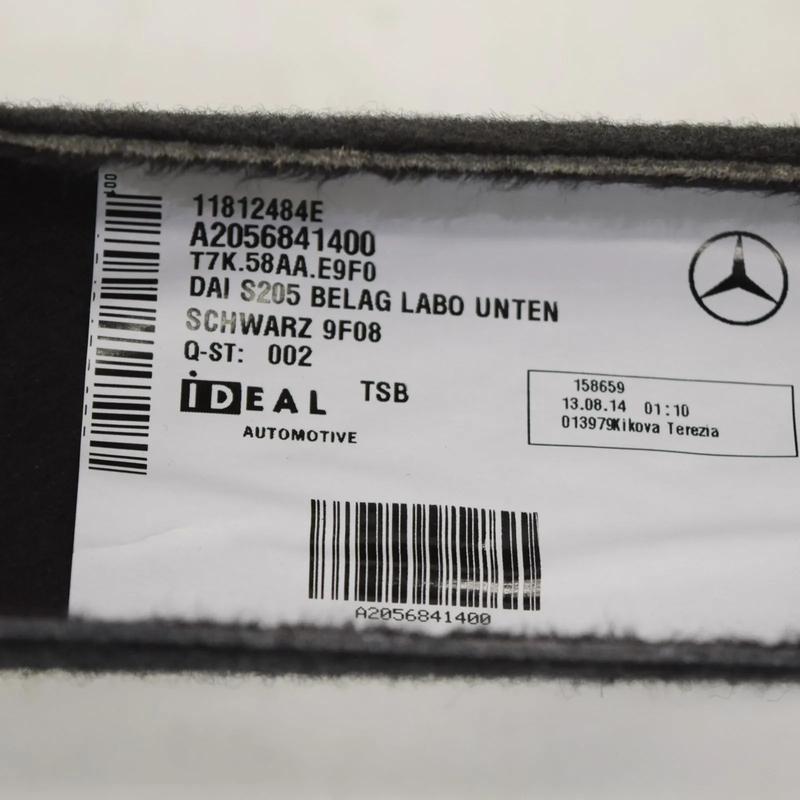 001
11812484E
A2056841400
T7K.58AA.E9F0
DAI S205 BELAG LABO UNTEN
SCHWARZ 9F08
Q-ST: 002
iDEAL TSB
AUTOMOTIVE
158659
13.08.14 01:10
013979Kikova Terezia
A2056841400